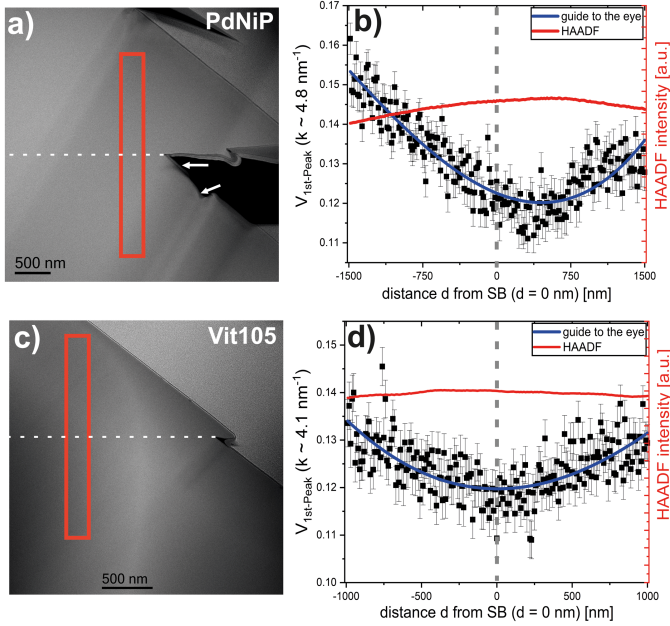 a)
PdNiP
500 nm
b)
guide to the eye
HAADF
0.17
0.16
0.15
0.14
0.13
0.12
0.11
V1st-Peak (k ~ 4.8 nm⁻¹)
HAADF intensity [a.u.]
-1500 -750 0 750 1500
distance d from SB (d = 0 nm) [nm]
c)
Vit105
500 nm
d)
guide to the eye
HAADF
0.15
0.14
0.13
0.12
0.11
0.10
V1st-Peak (k ~ 4.1 nm⁻¹)
HAADF intensity [a.u.]
-1000 -500 0 500 1000
distance d from SB (d = 0 nm) [nm]